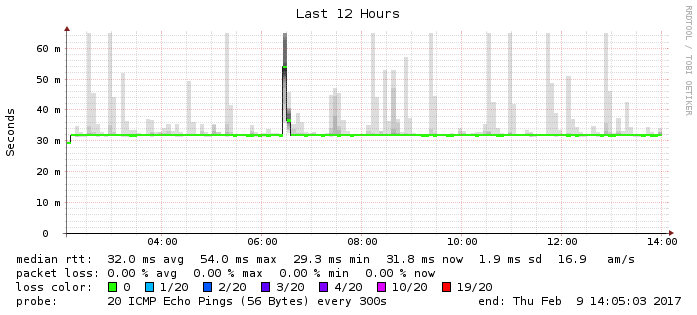 Last 12 Hours
RRDTOOL / TOBI OETIKER
Seconds
60 m
50 m
40 m
30 m
20 m
10 m
0
04:00 06:00 08:00 10:00 12:00 14:00
median rtt: 32.0 ms avg 54.0 ms max 29.3 ms min 31.8 ms now 1.9 ms sd 16.9 am/s
packet loss: 0.00 % avg 0.00 % max 0.00 % min 0.00 % now
loss color: 0 1/20 2/20 3/20 4/20 10/20 19/20
probe: 20 ICMP Echo Pings (56 Bytes) every 300s end: Thu Feb 9 14:05:03 2017